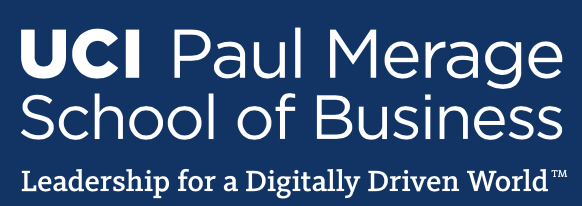 UCI Paul Merage
School of Business
Leadership for a Digitally Driven World™